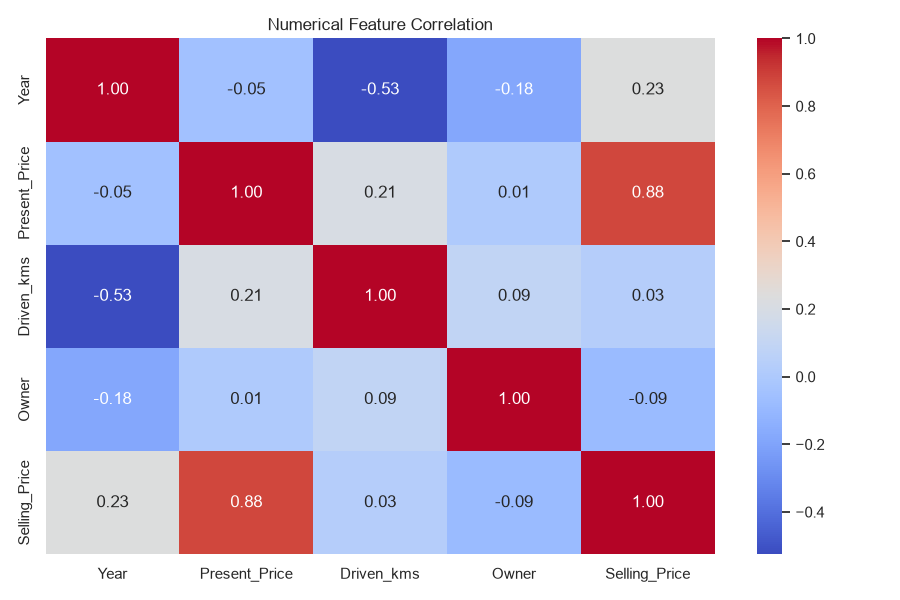 Numerical Feature Correlation
Year 1.00 -0.05 -0.53 -0.18 0.23
Present_Price -0.05 1.00 0.21 0.01 0.88
Driven_kms -0.53 0.21 1.00 0.09 0.03
Owner -0.18 0.01 0.09 1.00 -0.09
Selling_Price 0.23 0.88 0.03 -0.09 1.00
Year Present_Price Driven_kms Owner Selling_Price
1.0
0.8
0.6
0.4
0.2
0.0
−0.2
−0.4